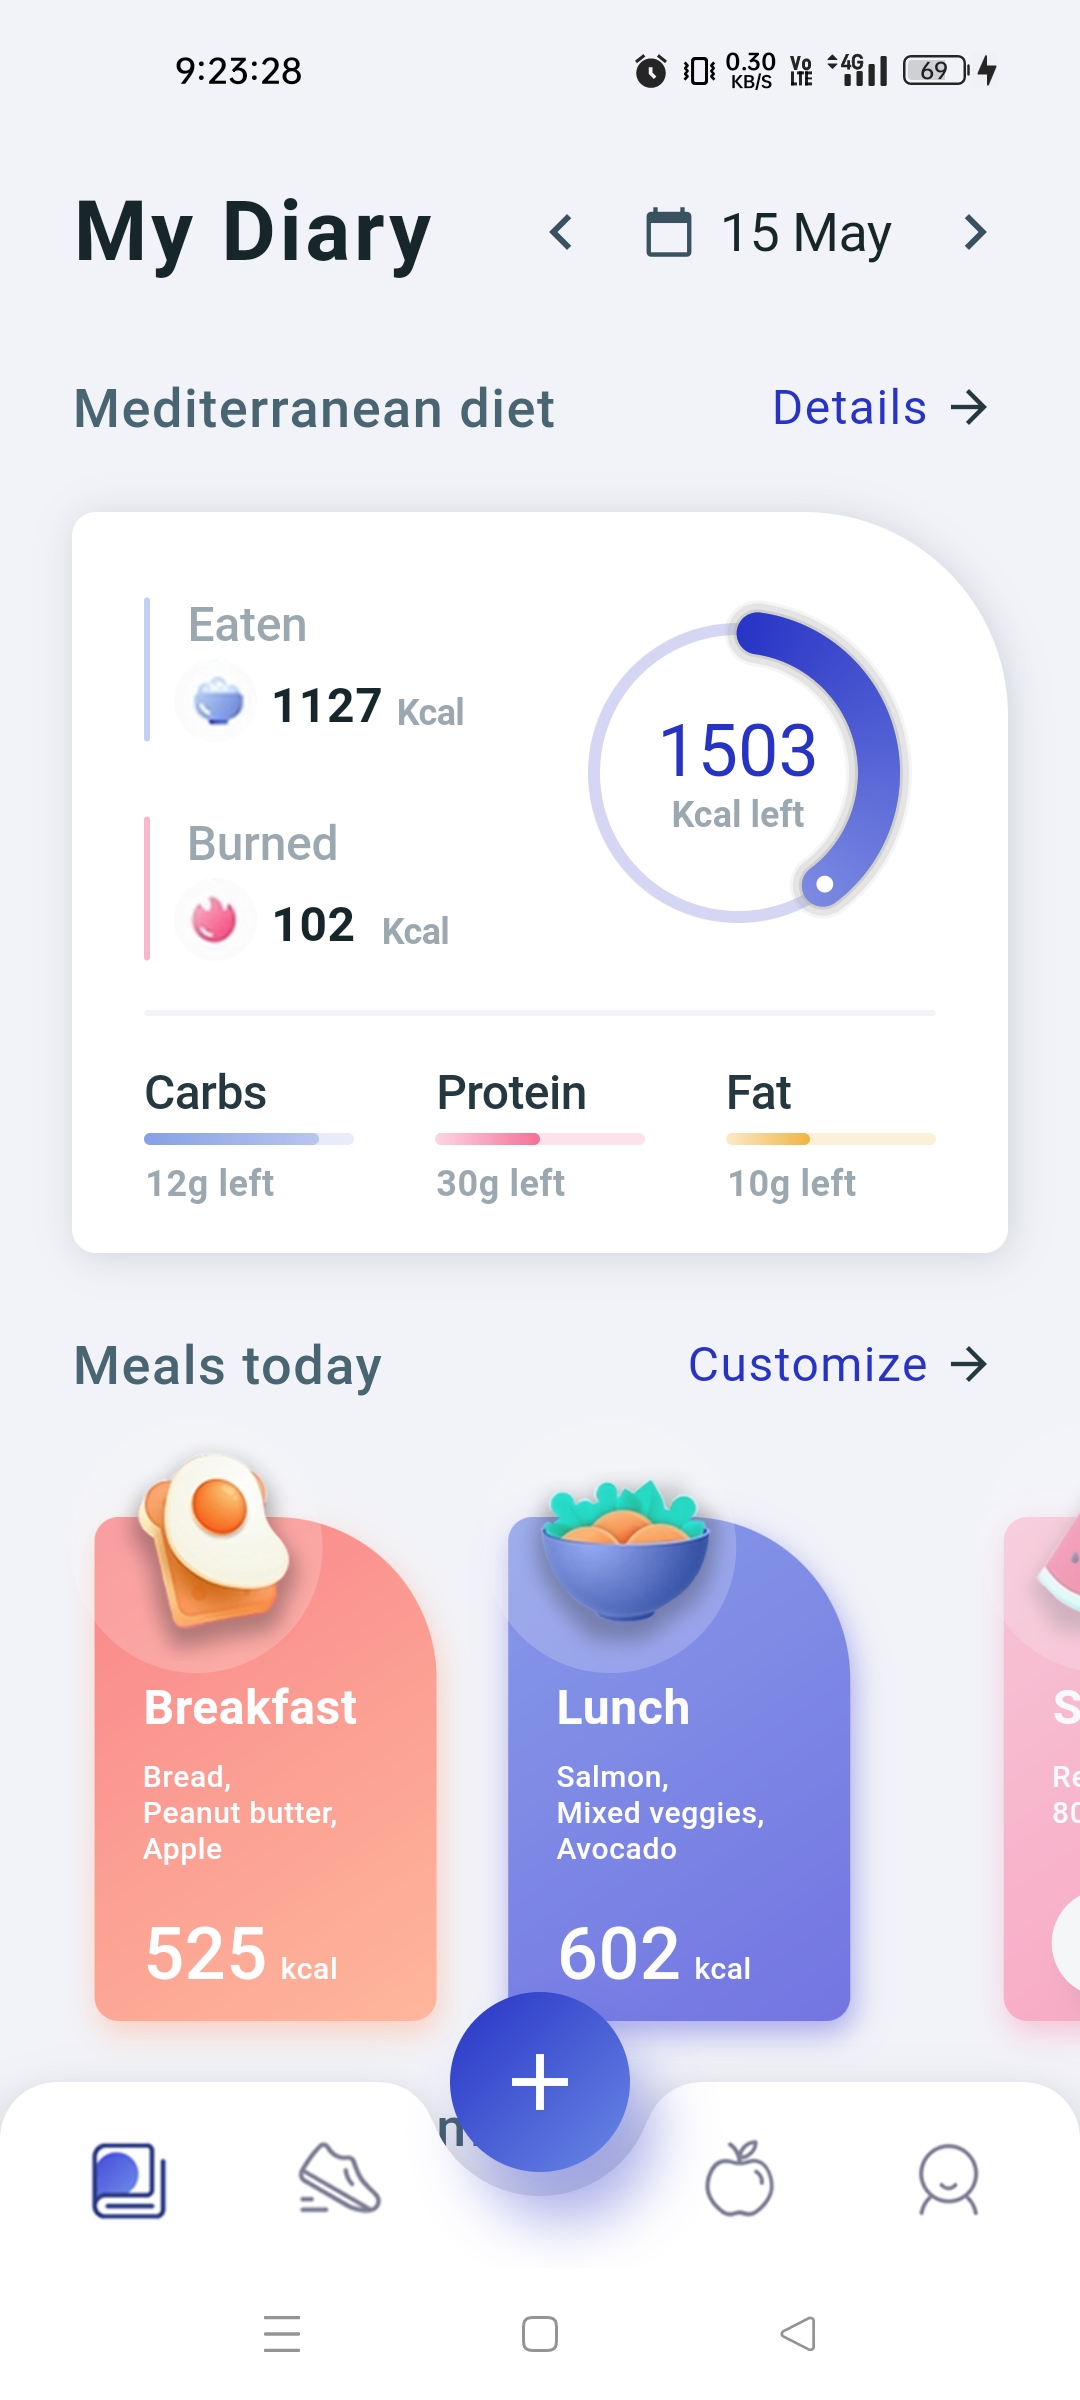 9:23:28
0.30
KB/S
Vo
LTE
4G
69
My Diary
15 May
Mediterranean diet
Details
Eaten
1127 Kcal
Burned
102 Kcal
1503
Kcal left
Carbs
Protein
Fat
12g left
30g left
10g left
Meals today
Customize
Breakfast
Bread,
Peanut butter,
Apple
525 kcal
Lunch
Salmon,
Mixed veggies,
Avocado
602 kcal
S
Re
80